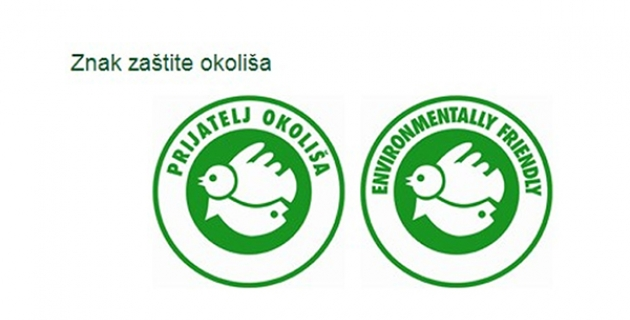 Znak zaštite okoliša
PRIJATELJ OKOLIŠA
ENVIRONMENTALLY FRIENDLY